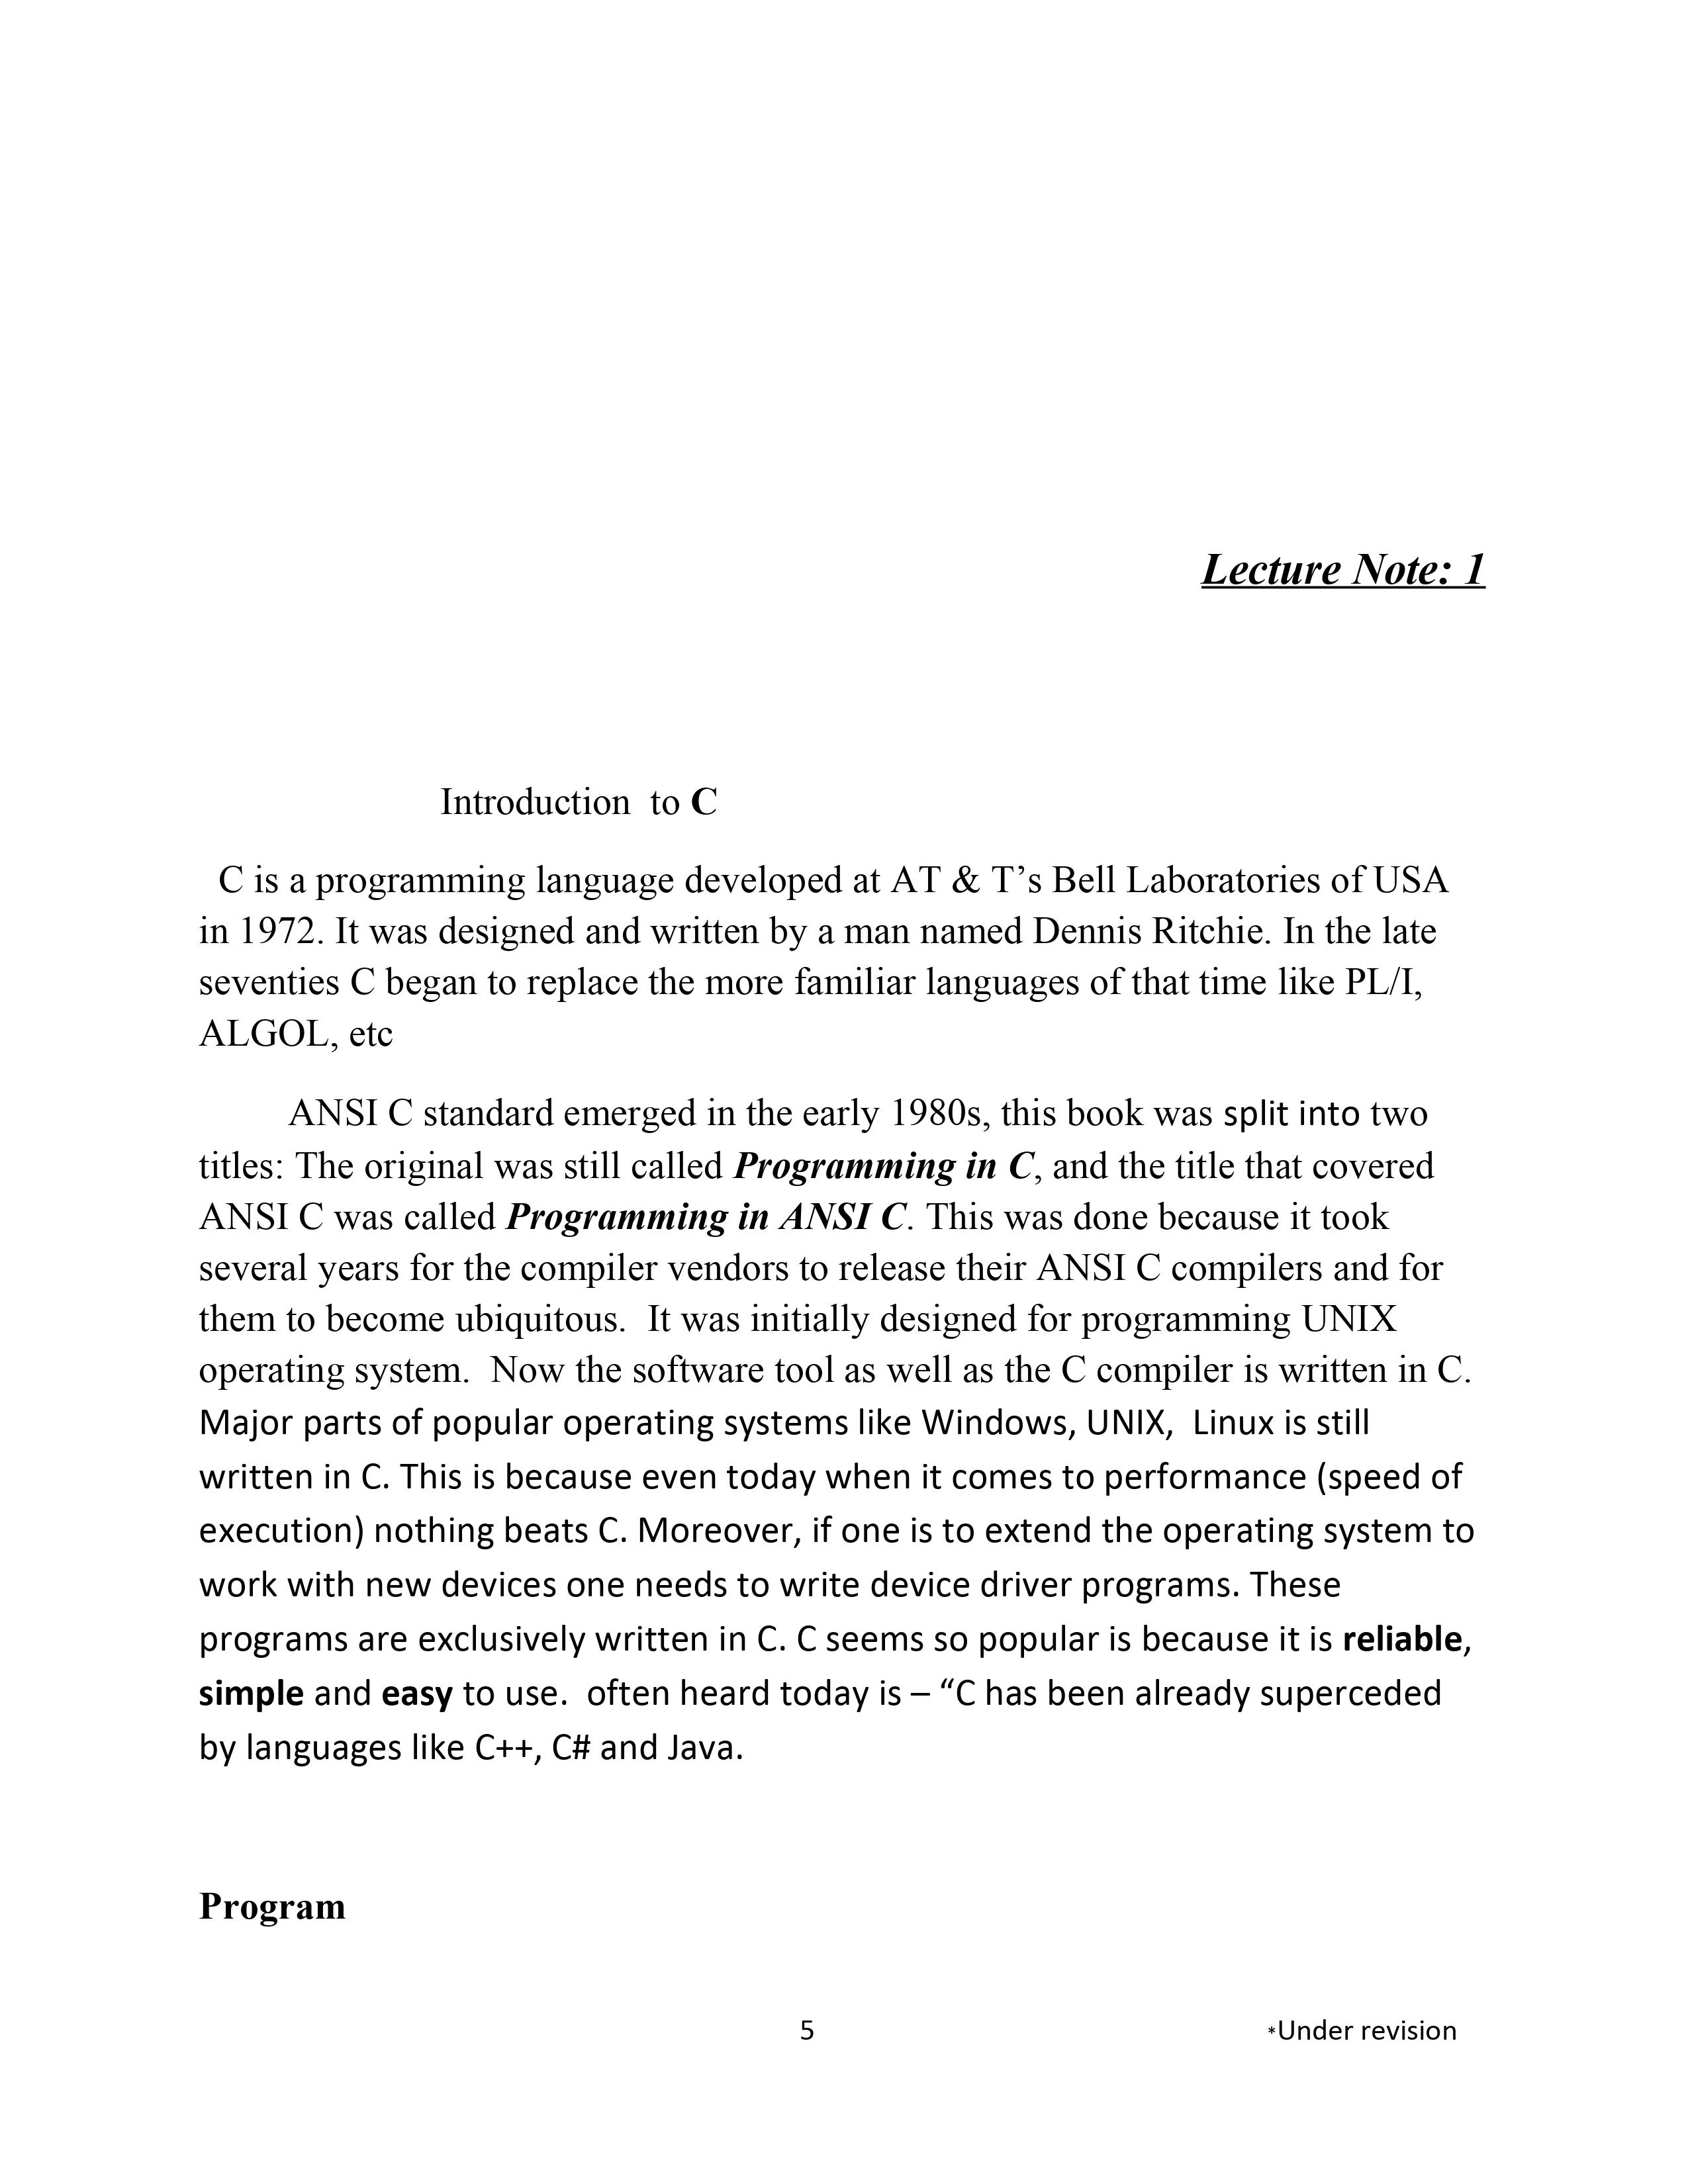 Lecture Note: 1
Introduction  to C
C is a programming language developed at AT & T’s Bell Laboratories of USA
in 1972. It was designed and written by a man named Dennis Ritchie. In the late
seventies C began to replace the more familiar languages of that time like PL/I,
ALGOL, etc
ANSI C standard emerged in the early 1980s, this book was split into two
titles: The original was still called Programming in C, and the title that covered
ANSI C was called Programming in ANSI C. This was done because it took
several years for the compiler vendors to release their ANSI C compilers and for
them to become ubiquitous.  It was initially designed for programming UNIX
operating system.  Now the software tool as well as the C compiler is written in C.
Major parts of popular operating systems like Windows, UNIX,  Linux is still
written in C. This is because even today when it comes to performance (speed of
execution) nothing beats C. Moreover, if one is to extend the operating system to
work with new devices one needs to write device driver programs. These
programs are exclusively written in C. C seems so popular is because it is reliable,
simple and easy to use.  often heard today is – “C has been already superceded
by languages like C++, C# and Java.
Program
5 *Under revision